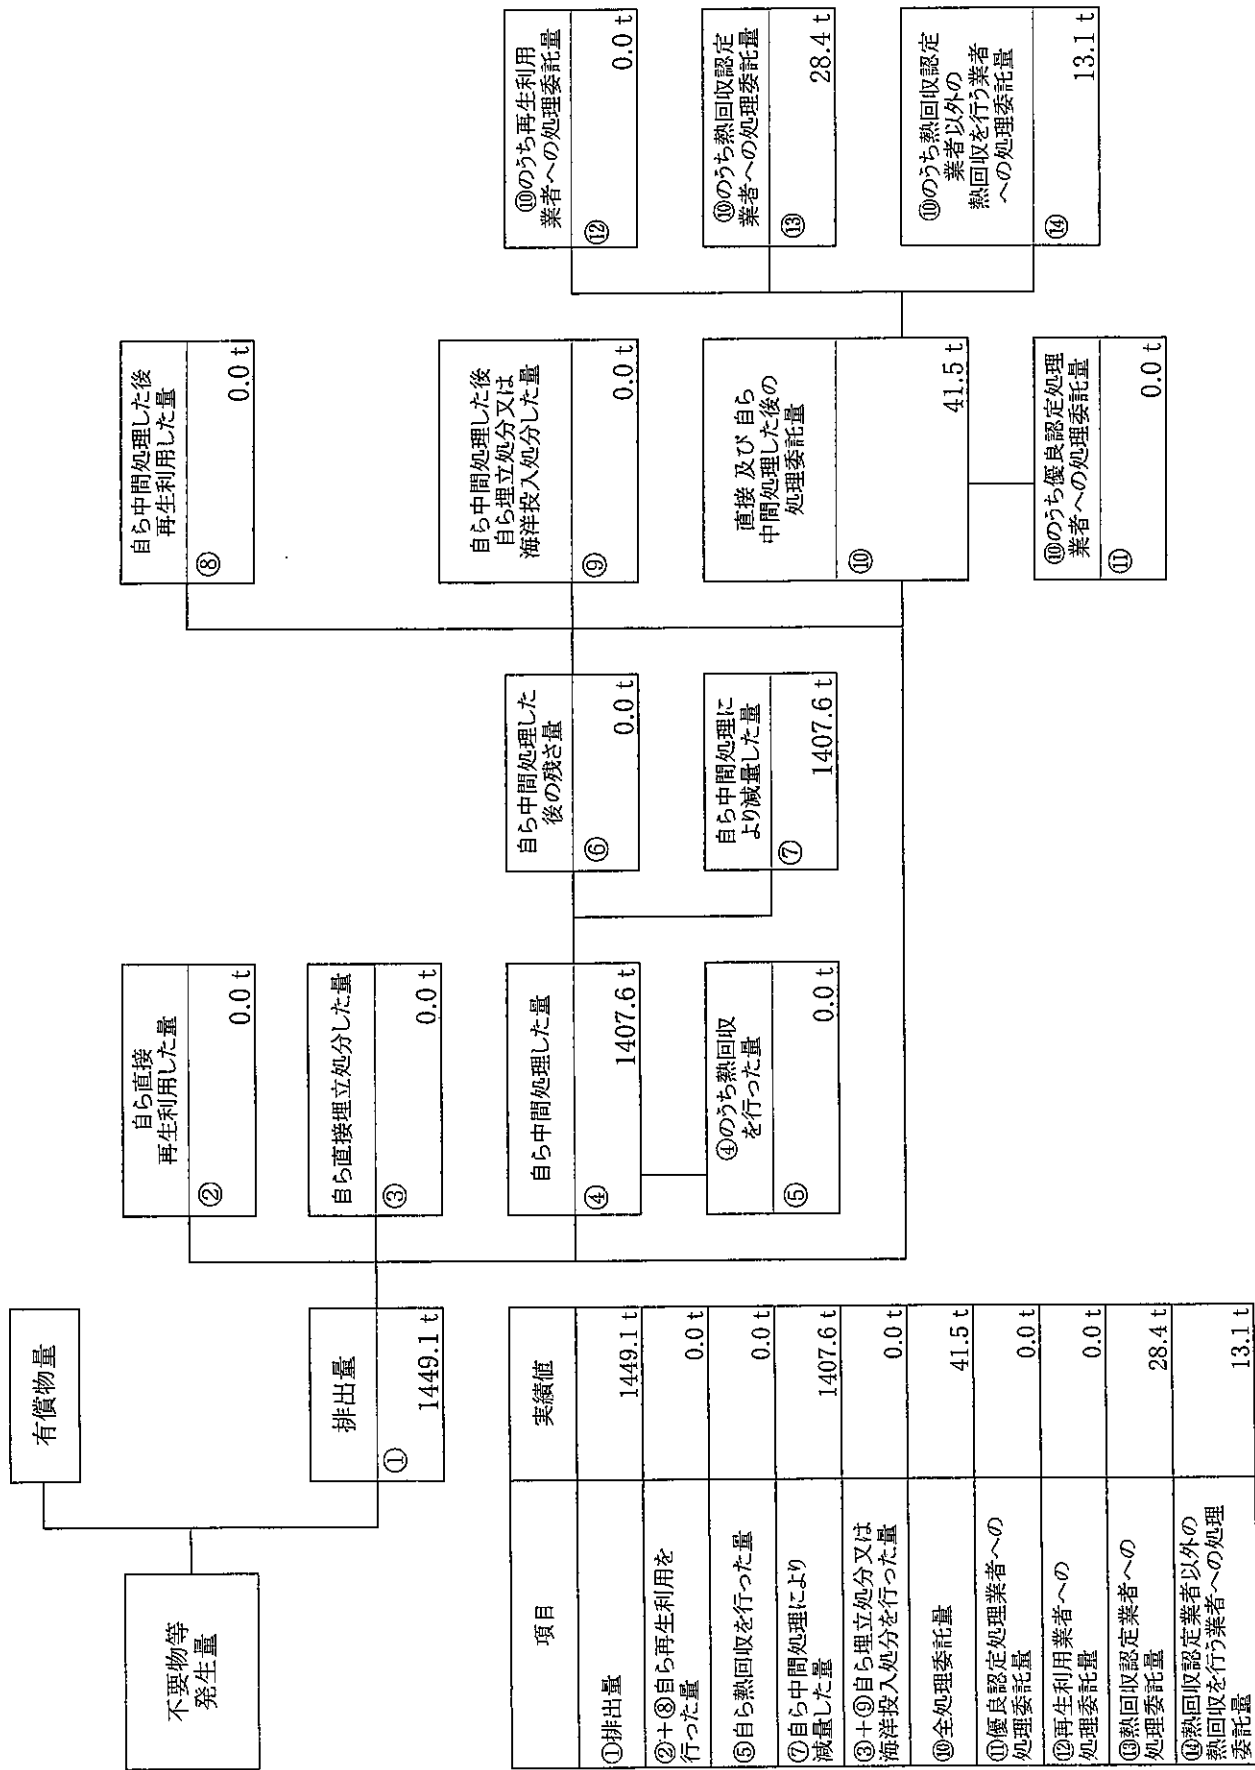 不要物等
発生量
有償物量
排出量
①
1449.1 t
自ら直接
再生利用した量
②
0.0 t
自ら直接埋立処分した量
③
0.0 t
自ら中間処理した量
④
1407.6 t
④のうち熱回収
を行った量
⑤
0.0 t
自ら中間処理した
後の残さ量
⑥
0.0 t
自ら中間処理に
より減量した量
⑦
1407.6 t
自ら中間処理した後
再生利用した量
⑧
0.0 t
自ら中間処理した後
自ら埋立処分又は
海洋投入処分した量
⑨
0.0 t
直接 及び 自ら
中間処理した後の
処理委託量
⑩
41.5 t
⑩のうち優良認定処理
業者への処理委託量
⑪
0.0 t
⑩のうち再生利用
業者への処理委託量
⑫
0.0 t
⑩のうち熱回収認定
業者への処理委託量
⑬
28.4 t
⑩のうち熱回収認定
業者以外の
熱回収を行う業者
への処理委託量
⑭
13.1 t
項目 実績値
①排出量 1449.1 t
②＋⑧自ら再生利用を
行った量 0.0 t
⑤自ら熱回収を行った量 0.0 t
⑦自ら中間処理により
減量した量 1407.6 t
③＋⑨自ら埋立処分又は
海洋投入処分を行った量 0.0 t
⑩全処理委託量 41.5 t
⑪優良認定処理業者への
処理委託量 0.0 t
⑫再生利用業者への
処理委託量 0.0 t
⑬熱回収認定業者への
処理委託量 28.4 t
⑭熱回収認定業者以外の
熱回収を行う業者への処理
委託量 13.1 t